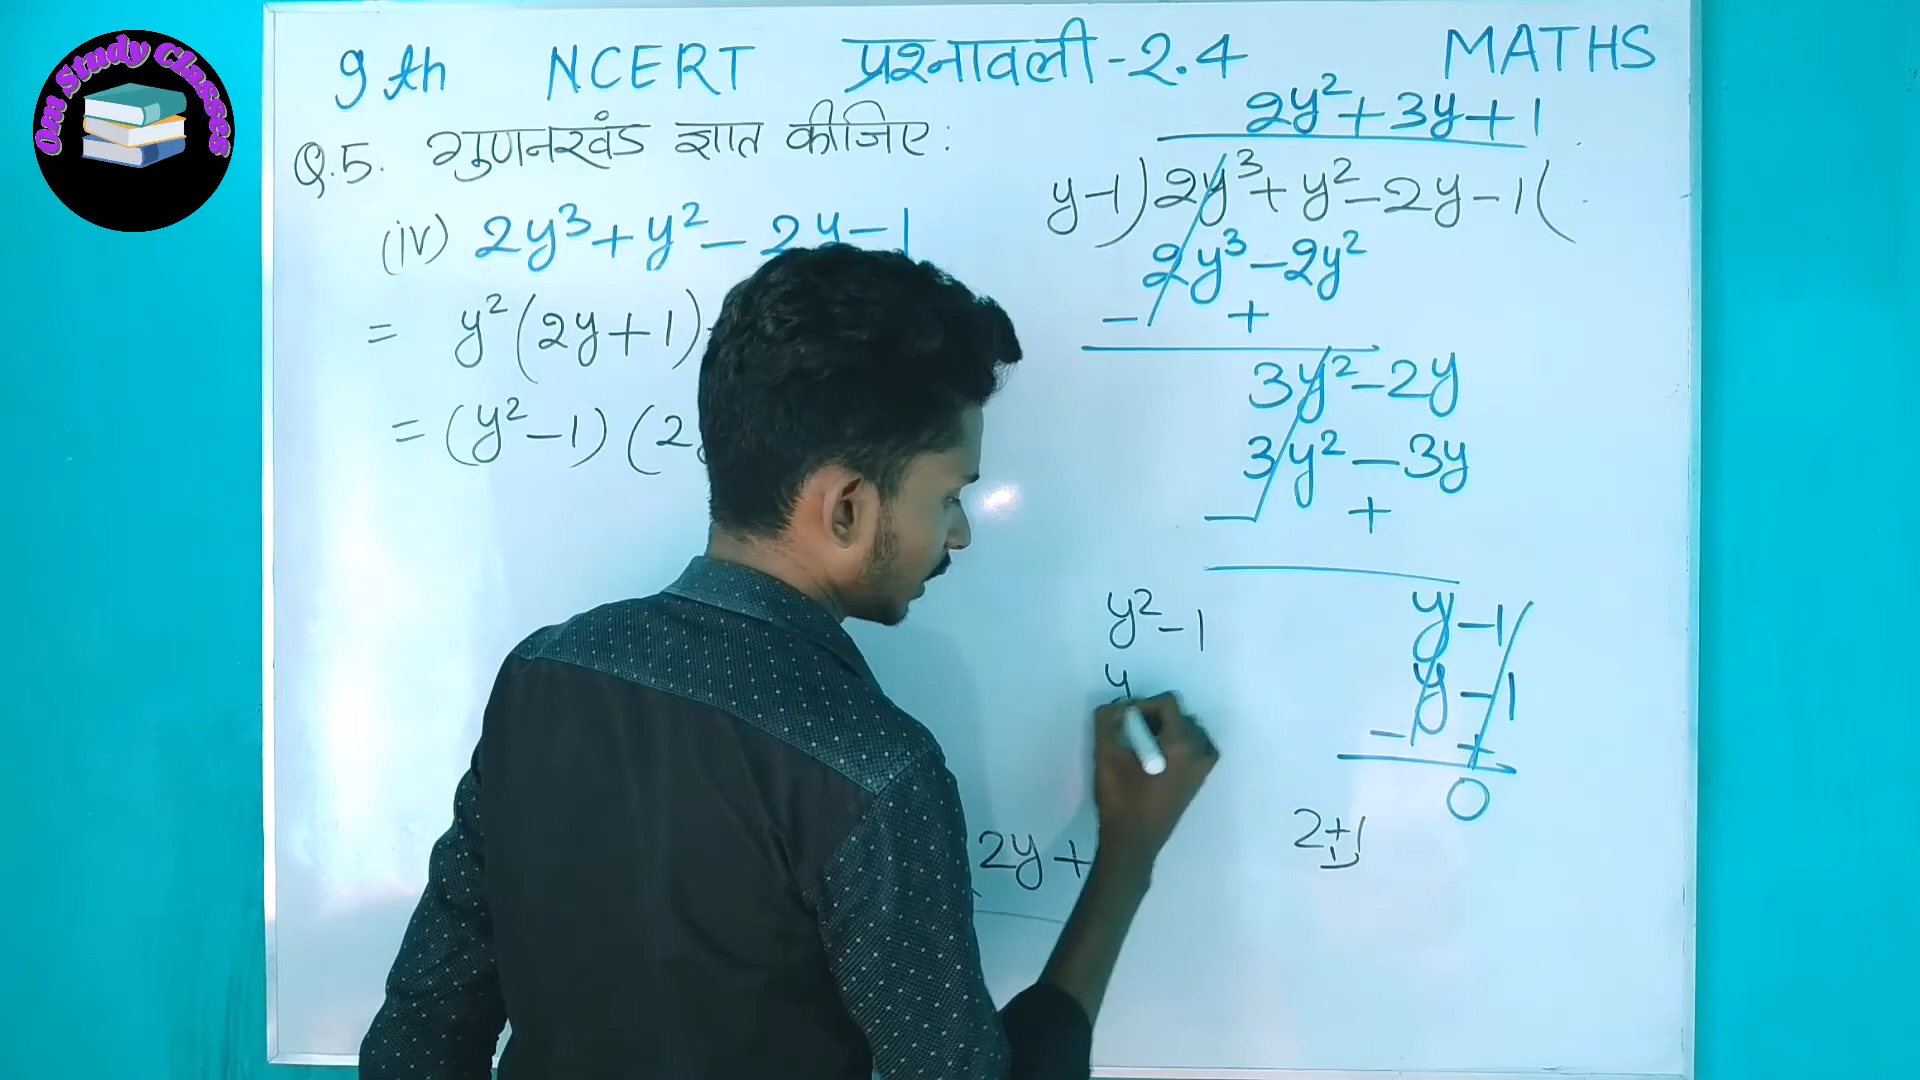 Om Study Classes
9th NCERT प्रश्नावली-2.4 MATHS
Q.5. गुणनखंड ज्ञात कीजिए:
(iv) 2y³+y²-2y-1
= y²(2y+1)
= (y²-1)(2
2y+
2y²+3y+1
y-1)2y³+y²-2y-1(
2y³-2y²
- +
3y²-2y
3y²-3y
- +
y-1
y-1
- +
0
y²-1
y
2+1